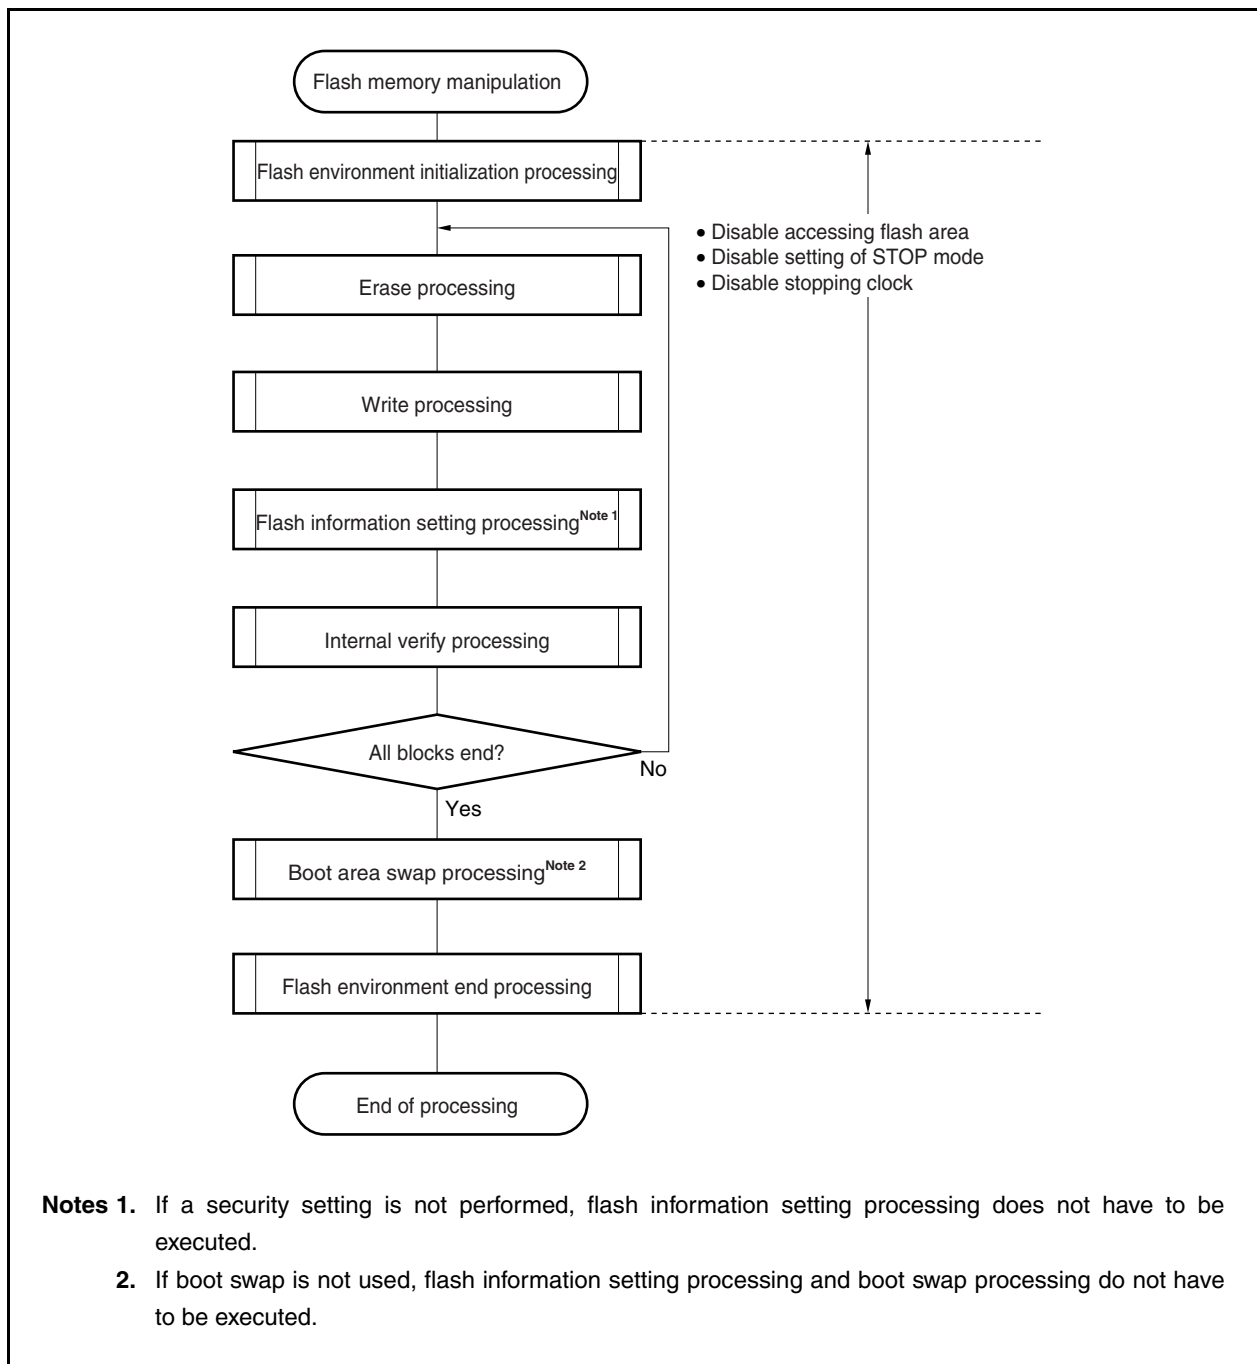 Flash memory manipulation
Flash environment initialization processing
• Disable accessing flash area
• Disable setting of STOP mode
• Disable stopping clock
Erase processing
Write processing
Flash information setting processingNote 1
Internal verify processing
All blocks end?
No
Yes
Boot area swap processingNote 2
Flash environment end processing
End of processing
Notes 1. If a security setting is not performed, flash information setting processing does not have to be
executed.
2. If boot swap is not used, flash information setting processing and boot swap processing do not have
to be executed.